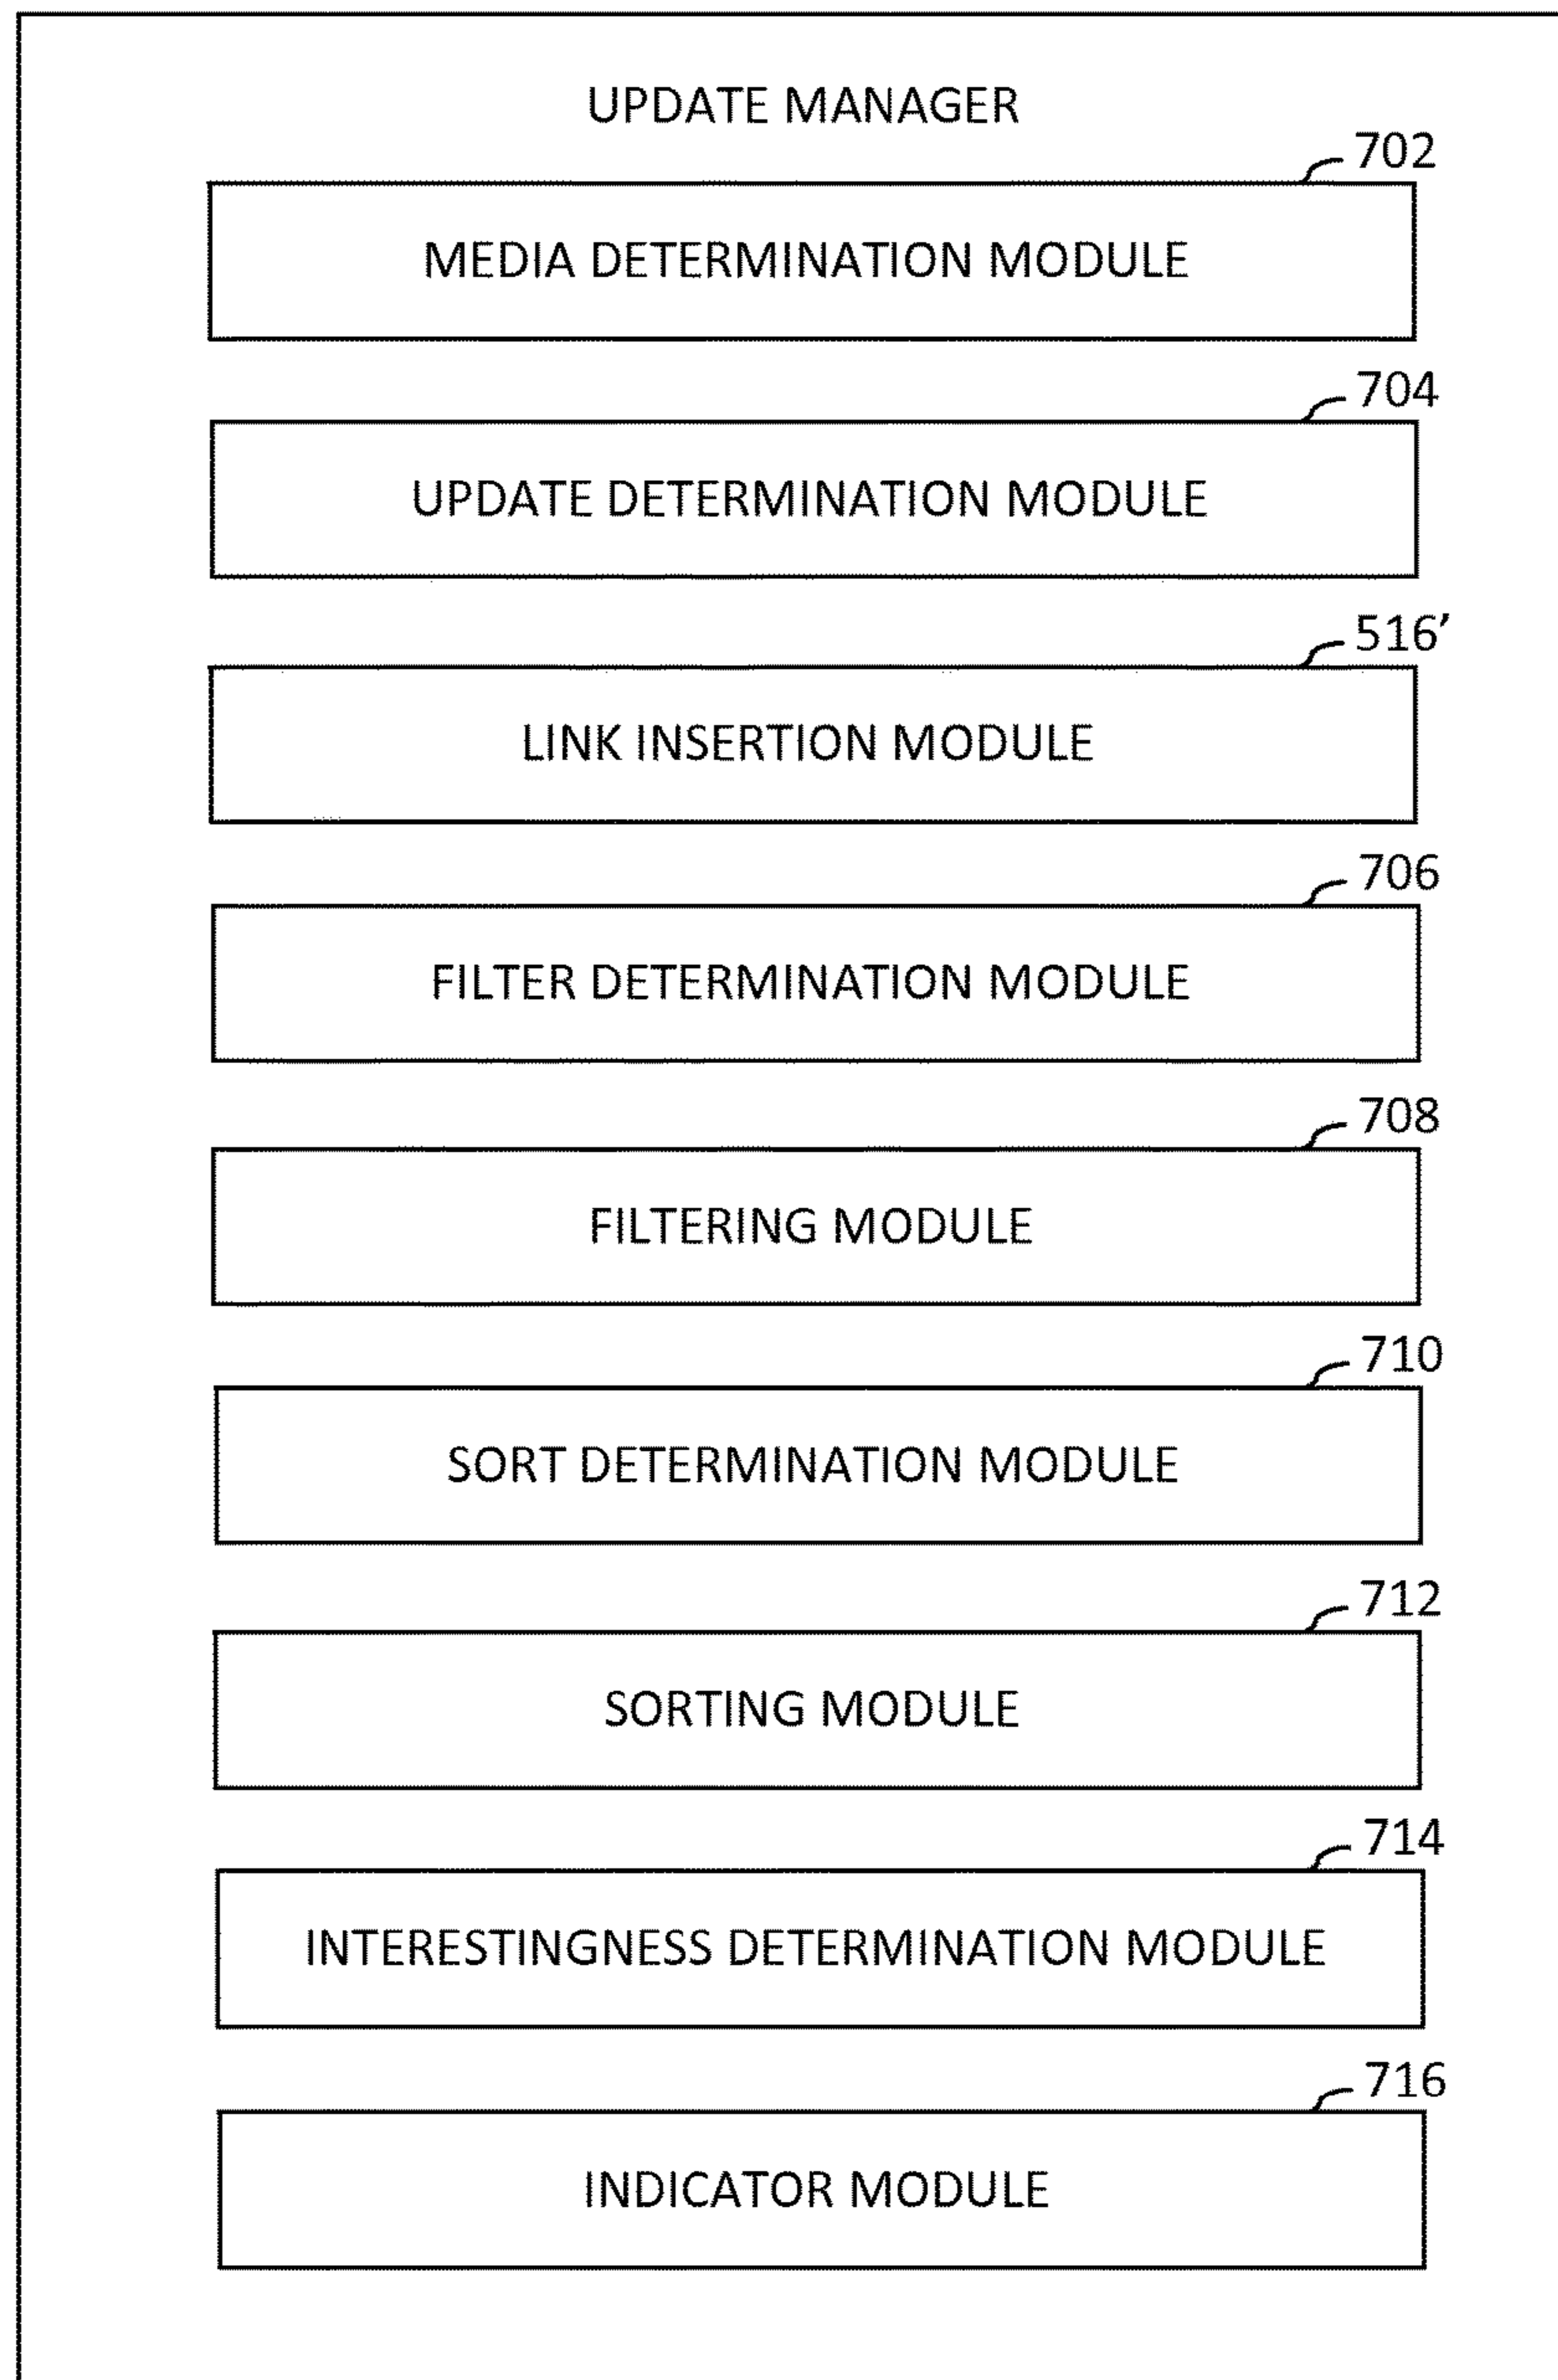 UPDATE MANAGER
702
MEDIA DETERMINATION MODULE
704
UPDATE DETERMINATION MODULE
516’
LINK INSERTION MODULE
706
FILTER DETERMINATION MODULE
708
FILTERING MODULE
710
SORT DETERMINATION MODULE
712
SORTING MODULE
714
INTERESTINGNESS DETERMINATION MODULE
716
INDICATOR MODULE